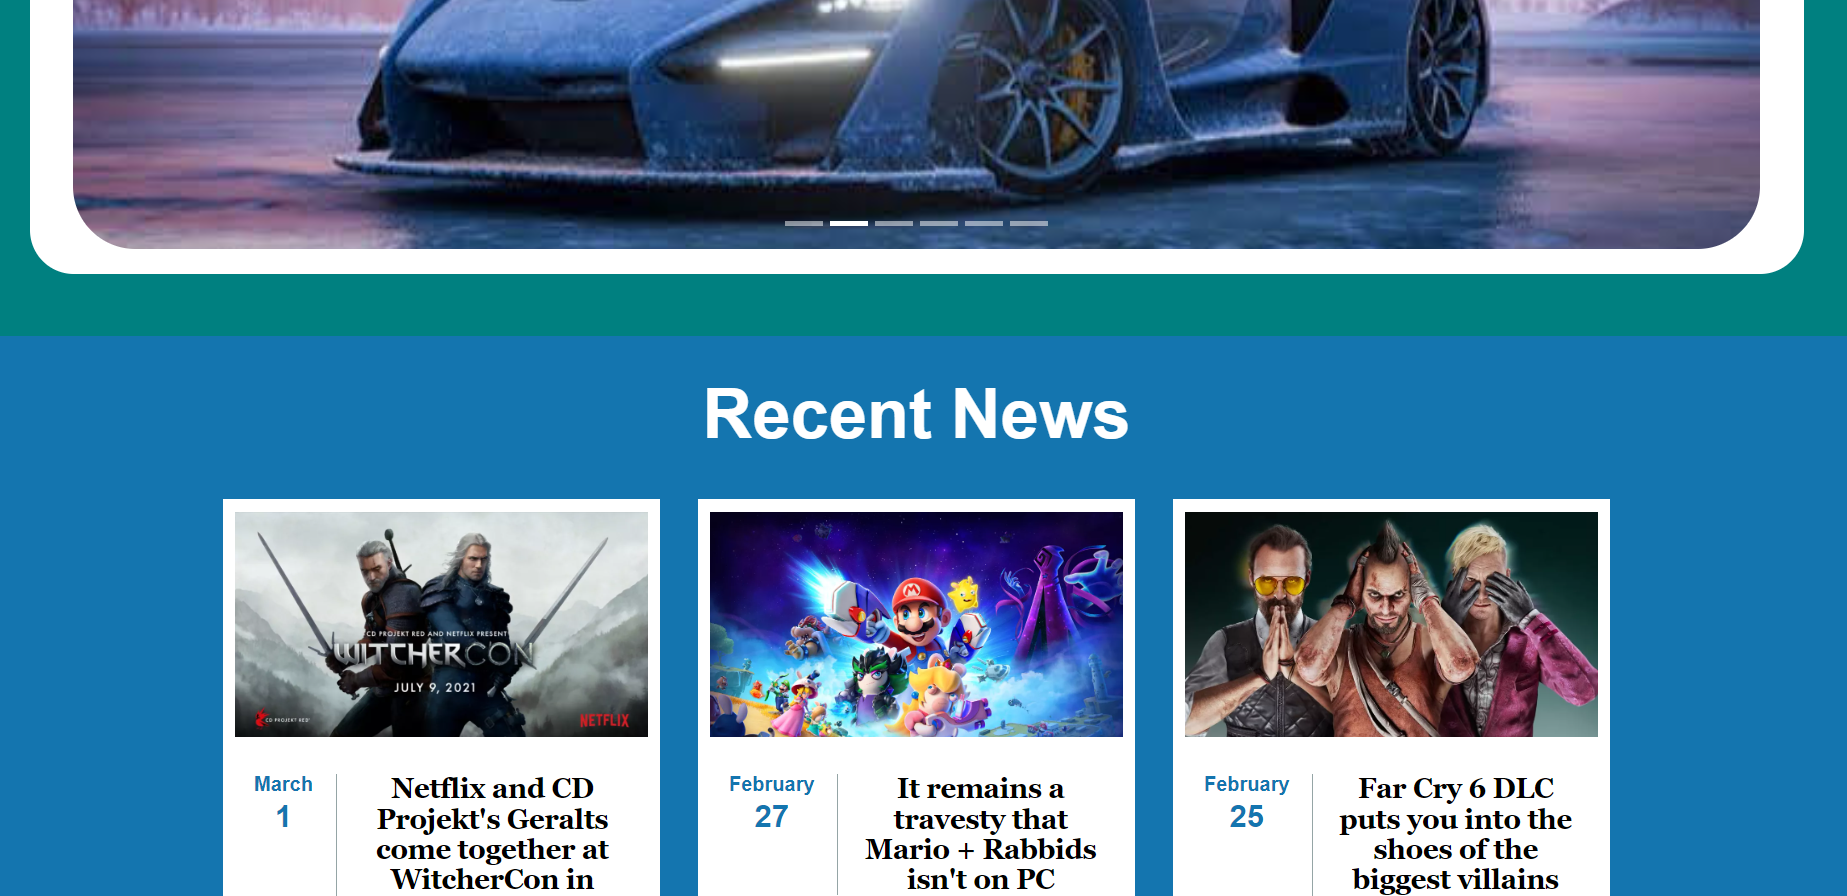 Recent News
CD PROJEKT RED AND NETFLIX PRESENT
WITCHERCON
JULY 9, 2021
CD PROJEKT RED
NETFLIX
March
1
Netflix and CD
Projekt's Geralts
come together at
WitcherCon in
M
February
27
It remains a
travesty that
Mario + Rabbids
isn't on PC
February
25
Far Cry 6 DLC
puts you into the
shoes of the
biggest villains